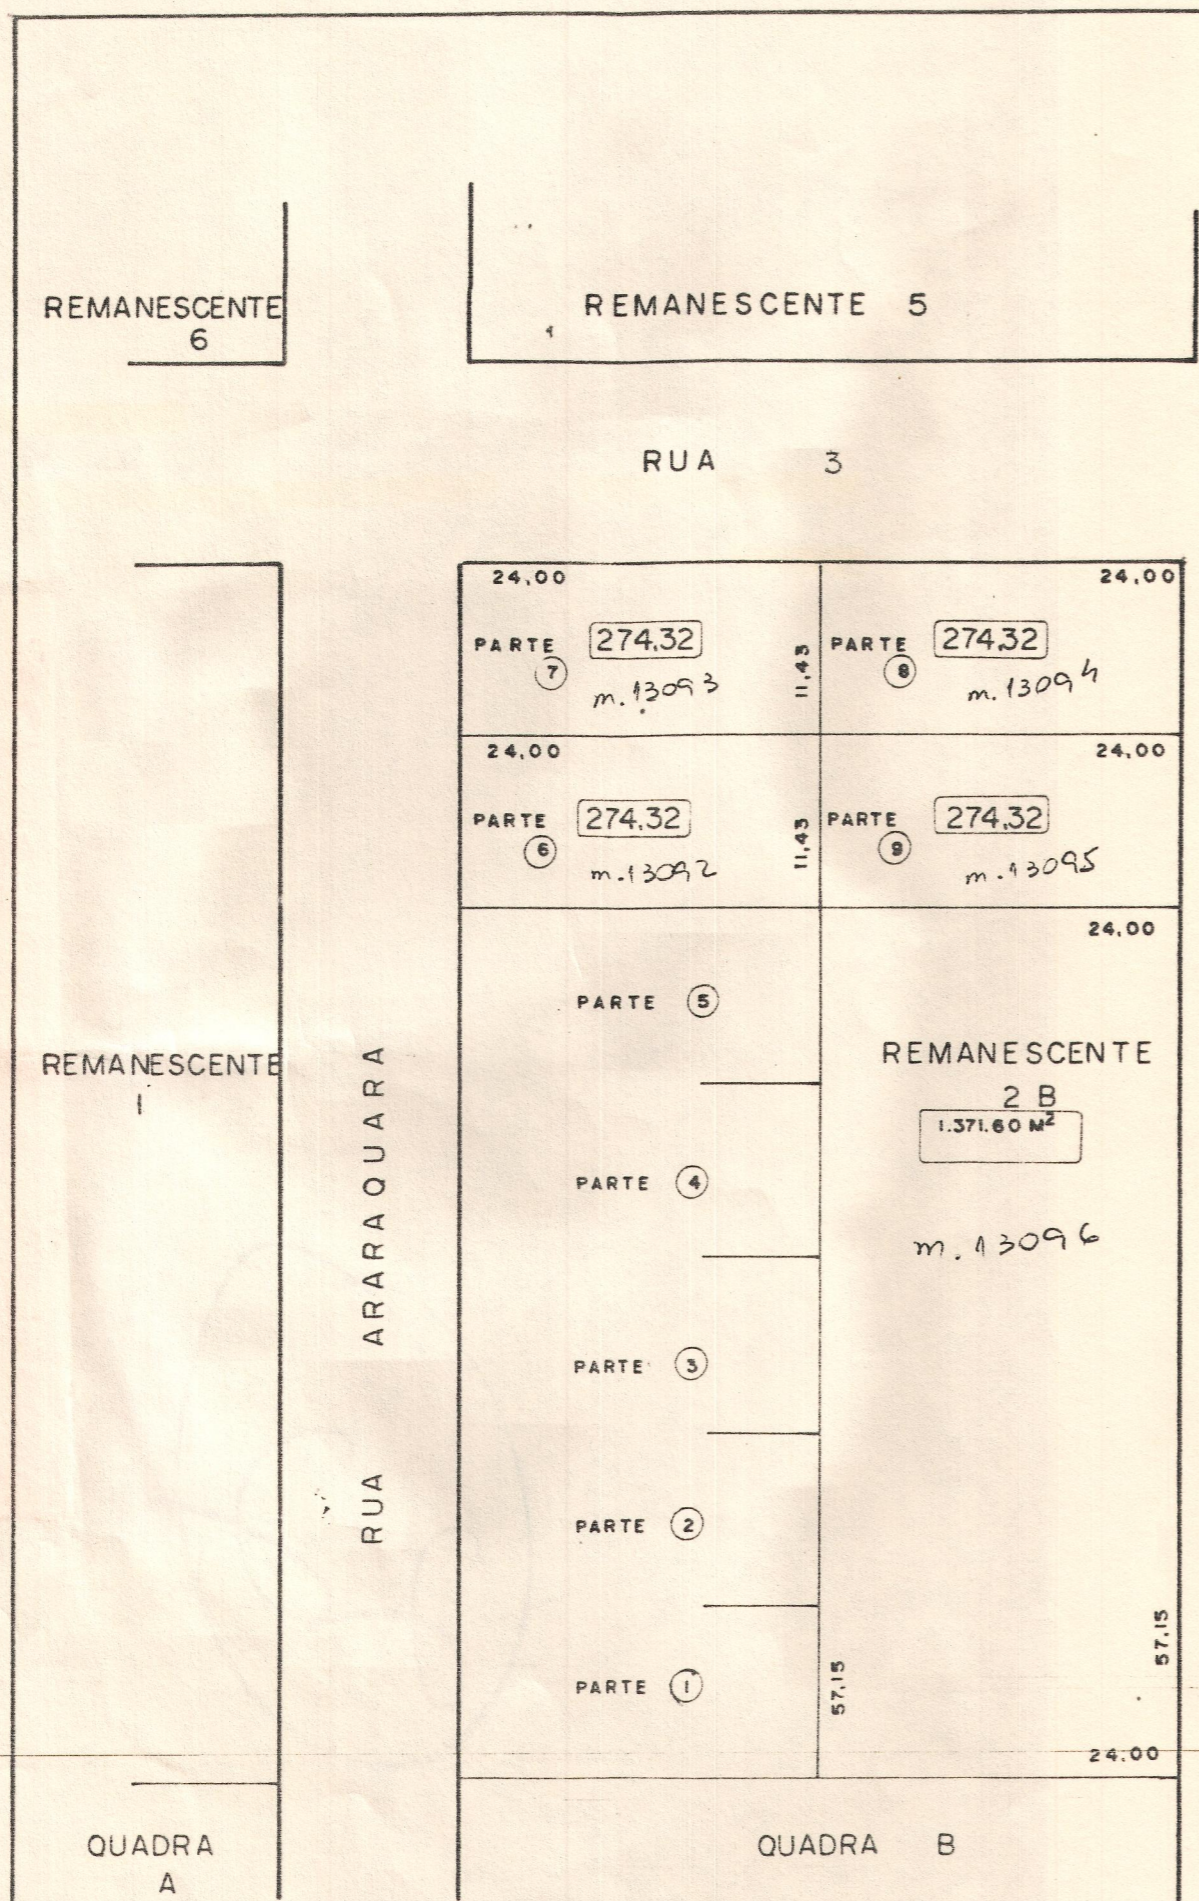 REMANESCENTE
6
REMANESCENTE 5
RUA 3
24,00
PARTE 7
274,32
m.13093
11,43
24,00
PARTE 8
274,32
m.13094
24,00
PARTE 6
274,32
m.13092
11,43
24,00
PARTE 9
274,32
m.13095
REMANESCENTE
1
RUA ARARAQUARA
PARTE 5
PARTE 4
PARTE 3
PARTE 2
PARTE 1
24,00
REMANESCENTE
2 B
1.371.60 M²
m.13096
57,15
57,15
24.00
QUADRA
A
QUADRA B